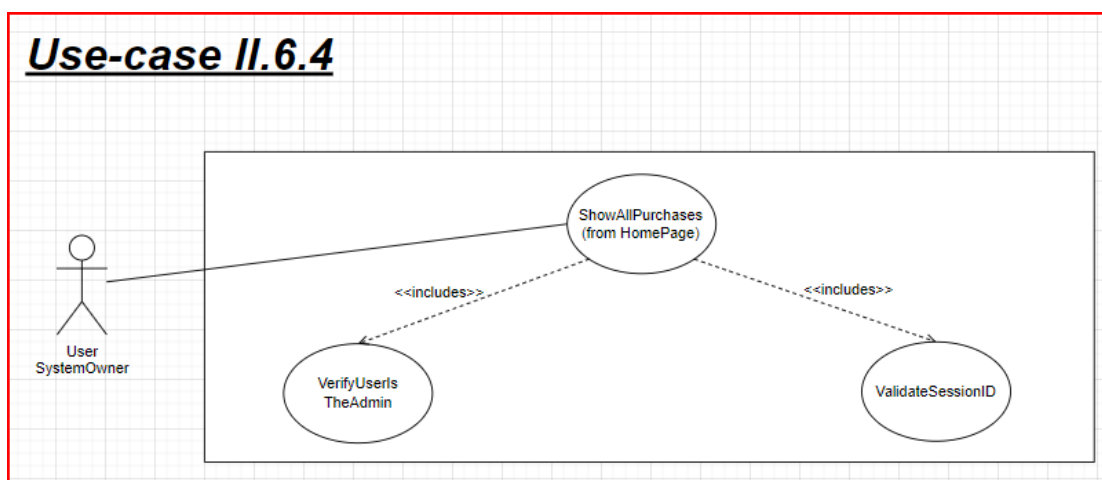 Use-case II.6.4
ShowAllPurchases
(from HomePage)
<<includes>>
<<includes>>
User
SystemOwner
VerifyUserIs
TheAdmin
ValidateSessionID